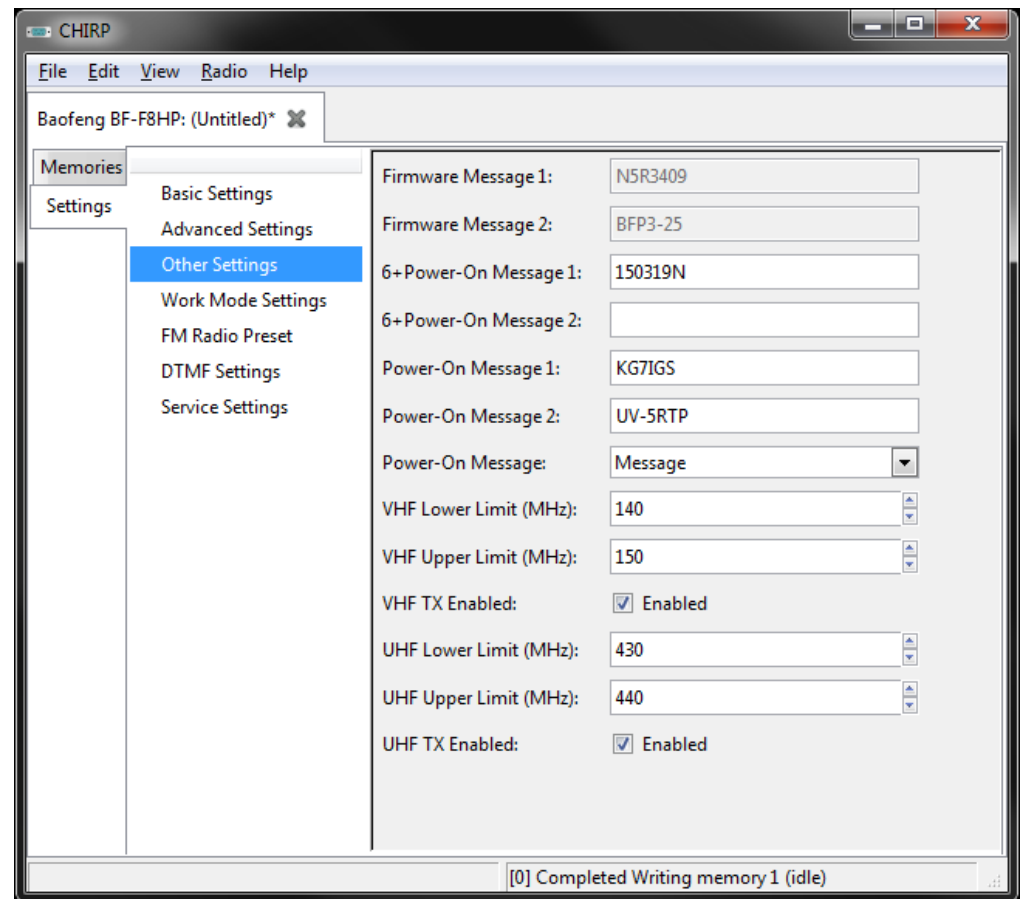 CHIRP
File Edit View Radio Help
Baofeng BF-F8HP: (Untitled)*
Memories
Settings
Basic Settings
Advanced Settings
Other Settings
Work Mode Settings
FM Radio Preset
DTMF Settings
Service Settings
Firmware Message 1: N5R3409
Firmware Message 2: BFP3-25
6+Power-On Message 1: 150319N
6+Power-On Message 2:
Power-On Message 1: KG7IGS
Power-On Message 2: UV-5RTP
Power-On Message: Message
VHF Lower Limit (MHz): 140
VHF Upper Limit (MHz): 150
VHF TX Enabled: Enabled
UHF Lower Limit (MHz): 430
UHF Upper Limit (MHz): 440
UHF TX Enabled: Enabled
[0] Completed Writing memory 1 (idle)